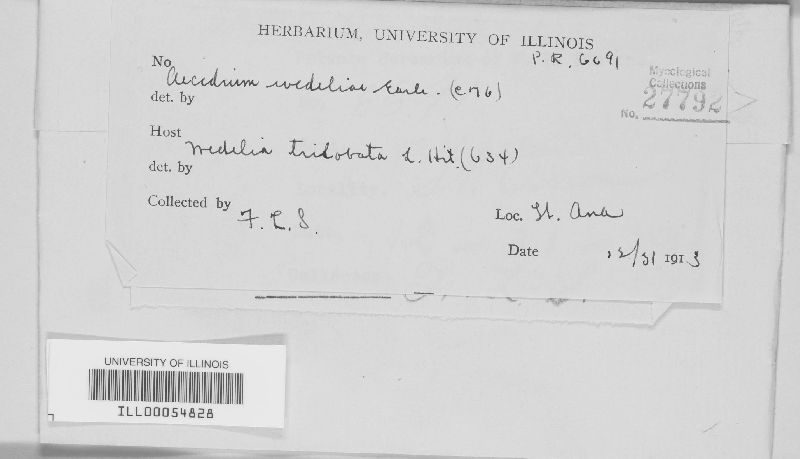 HERBARIUM, UNIVERSITY OF ILLINOIS
P. R. 6691
No
Mycological
Collections
No. 27792
Aecidium wedeliae Earle. (e76)
det. by
Host
Wedelia trilobata L. Hit. (634)
det. by
Collected by
F. L. S.
Loc. St. Ana
Date 12/31 1913
UNIVERSITY OF ILLINOIS
ILL00054828